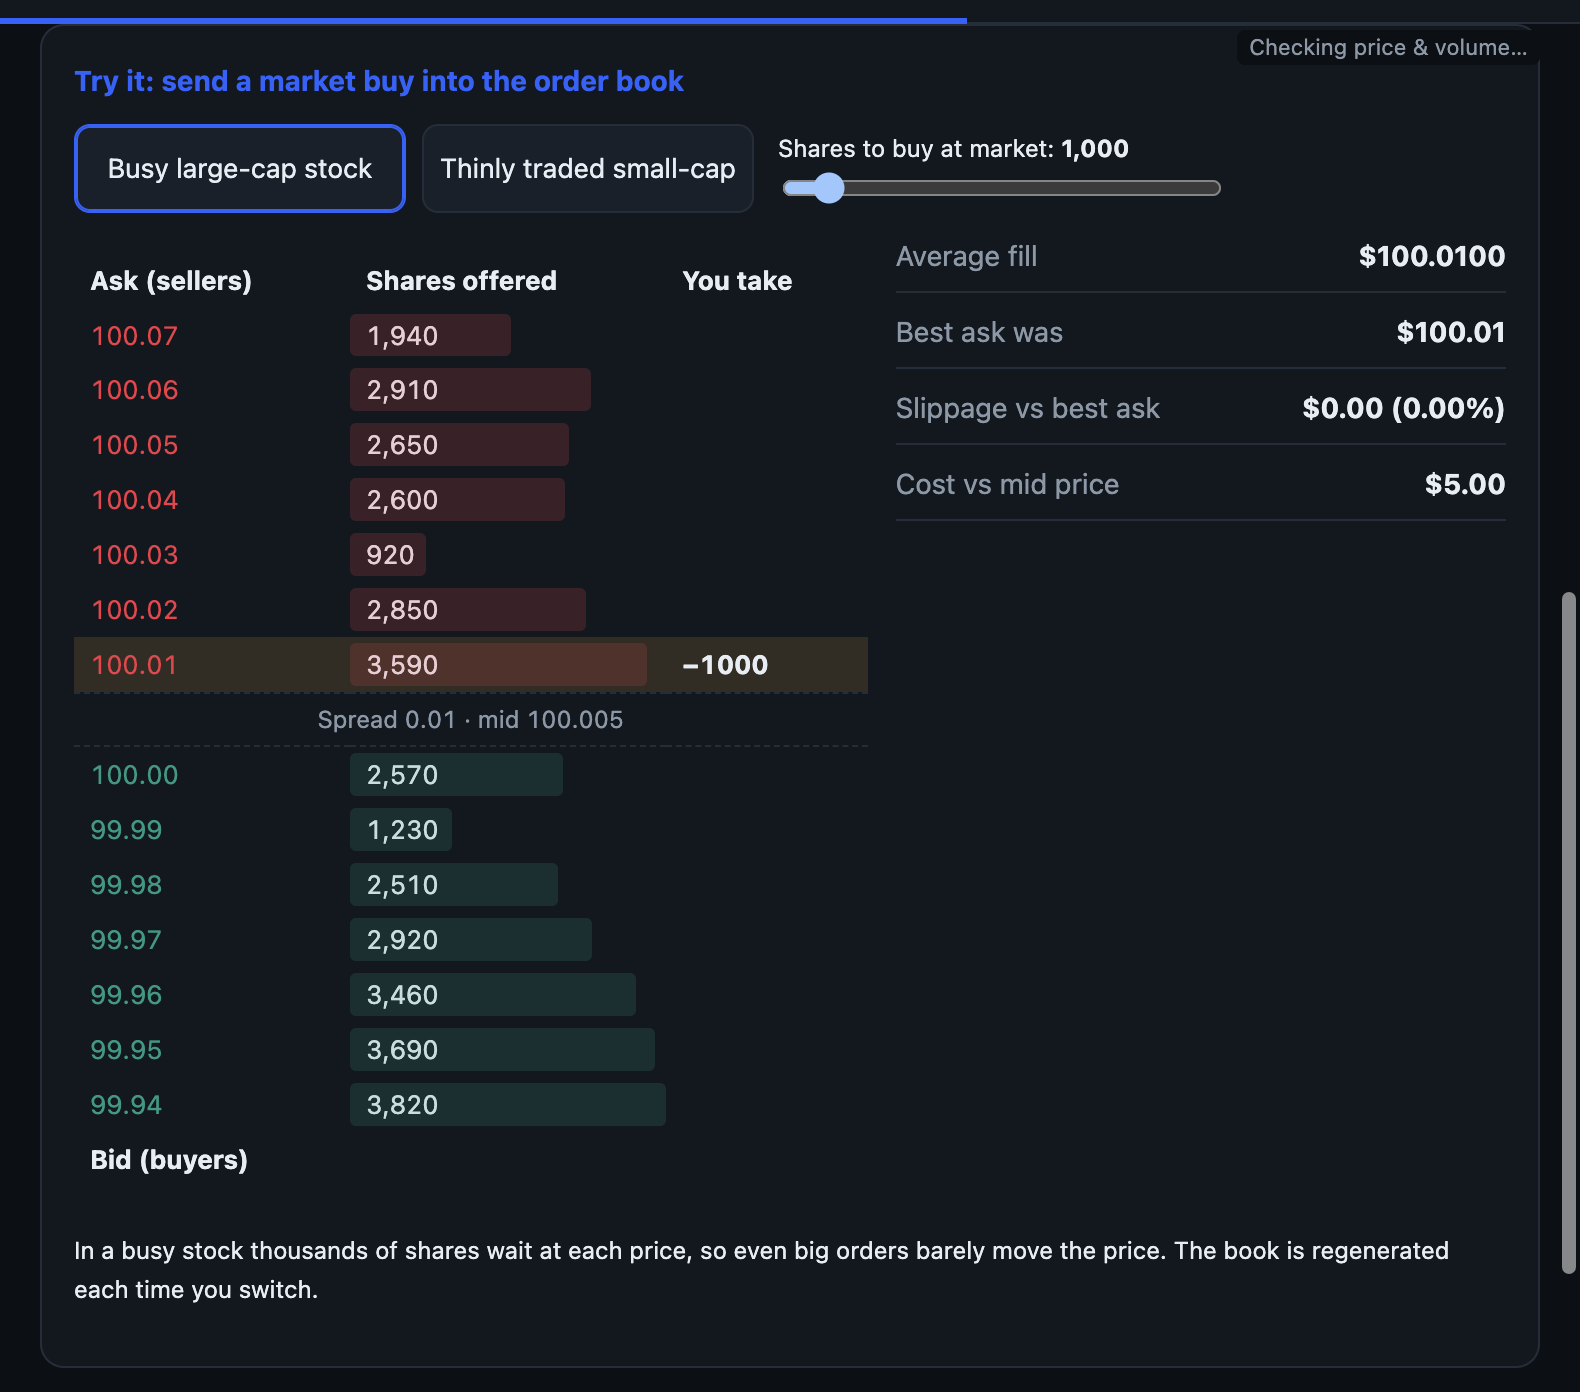 Checking price & volume...
Try it: send a market buy into the order book
Busy large-cap stock
Thinly traded small-cap
Shares to buy at market: 1,000
Ask (sellers) Shares offered You take
100.07 1,940
100.06 2,910
100.05 2,650
100.04 2,600
100.03 920
100.02 2,850
100.01 3,590 −1000
Spread 0.01 · mid 100.005
100.00 2,570
99.99 1,230
99.98 2,510
99.97 2,920
99.96 3,460
99.95 3,690
99.94 3,820
Bid (buyers)
Average fill $100.0100
Best ask was $100.01
Slippage vs best ask $0.00 (0.00%)
Cost vs mid price $5.00
In a busy stock thousands of shares wait at each price, so even big orders barely move the price. The book is regenerated
each time you switch.